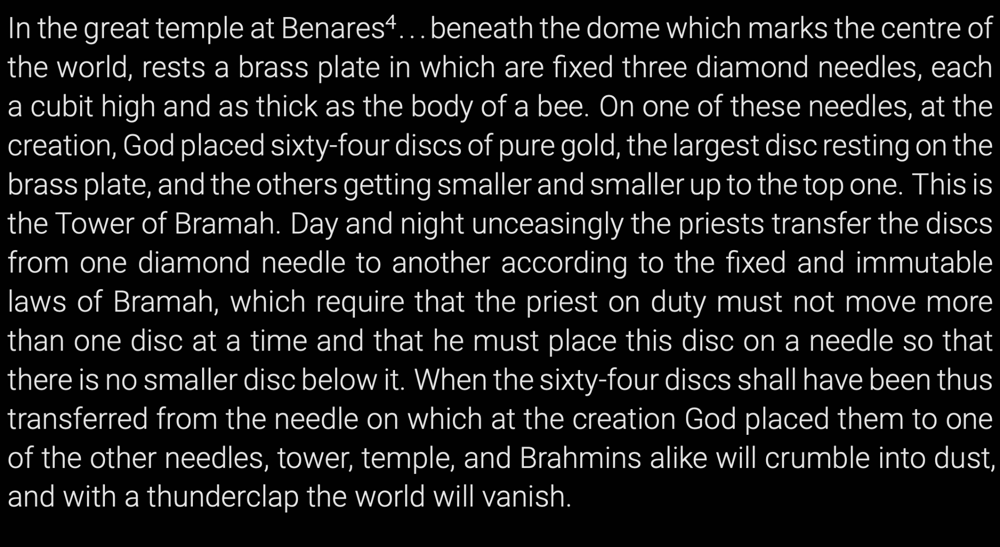 In the great temple at Benares⁴...beneath the dome which marks the centre of
the world, rests a brass plate in which are fixed three diamond needles, each
a cubit high and as thick as the body of a bee. On one of these needles, at the
creation, God placed sixty-four discs of pure gold, the largest disc resting on the
brass plate, and the others getting smaller and smaller up to the top one. This is
the Tower of Bramah. Day and night unceasingly the priests transfer the discs
from one diamond needle to another according to the fixed and immutable
laws of Bramah, which require that the priest on duty must not move more
than one disc at a time and that he must place this disc on a needle so that
there is no smaller disc below it. When the sixty-four discs shall have been thus
transferred from the needle on which at the creation God placed them to one
of the other needles, tower, temple, and Brahmins alike will crumble into dust,
and with a thunderclap the world will vanish.